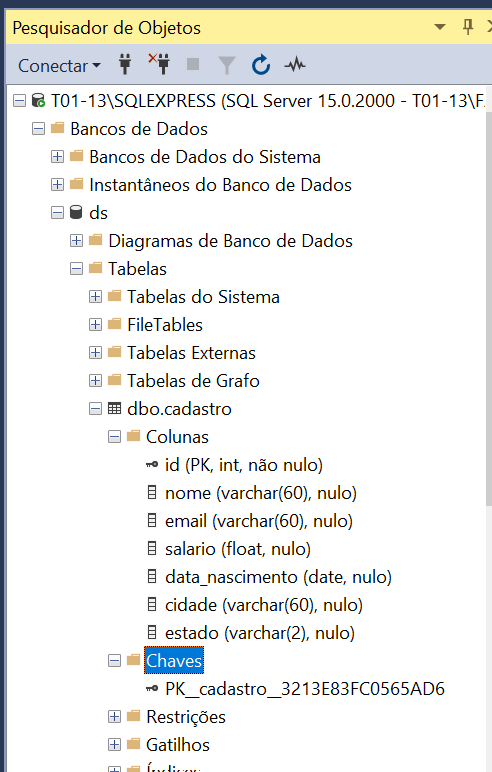 Pesquisador de Objetos
Conectar
T01-13\SQLEXPRESS (SQL Server 15.0.2000 - T01-13\F
Bancos de Dados
Bancos de Dados do Sistema
Instantâneos do Banco de Dados
ds
Diagramas de Banco de Dados
Tabelas
Tabelas do Sistema
FileTables
Tabelas Externas
Tabelas de Grafo
dbo.cadastro
Colunas
id (PK, int, não nulo)
nome (varchar(60), nulo)
email (varchar(60), nulo)
salario (float, nulo)
data_nascimento (date, nulo)
cidade (varchar(60), nulo)
estado (varchar(2), nulo)
Chaves
PK__cadastro__3213E83FC0565AD6
Restrições
Gatilhos
Índices